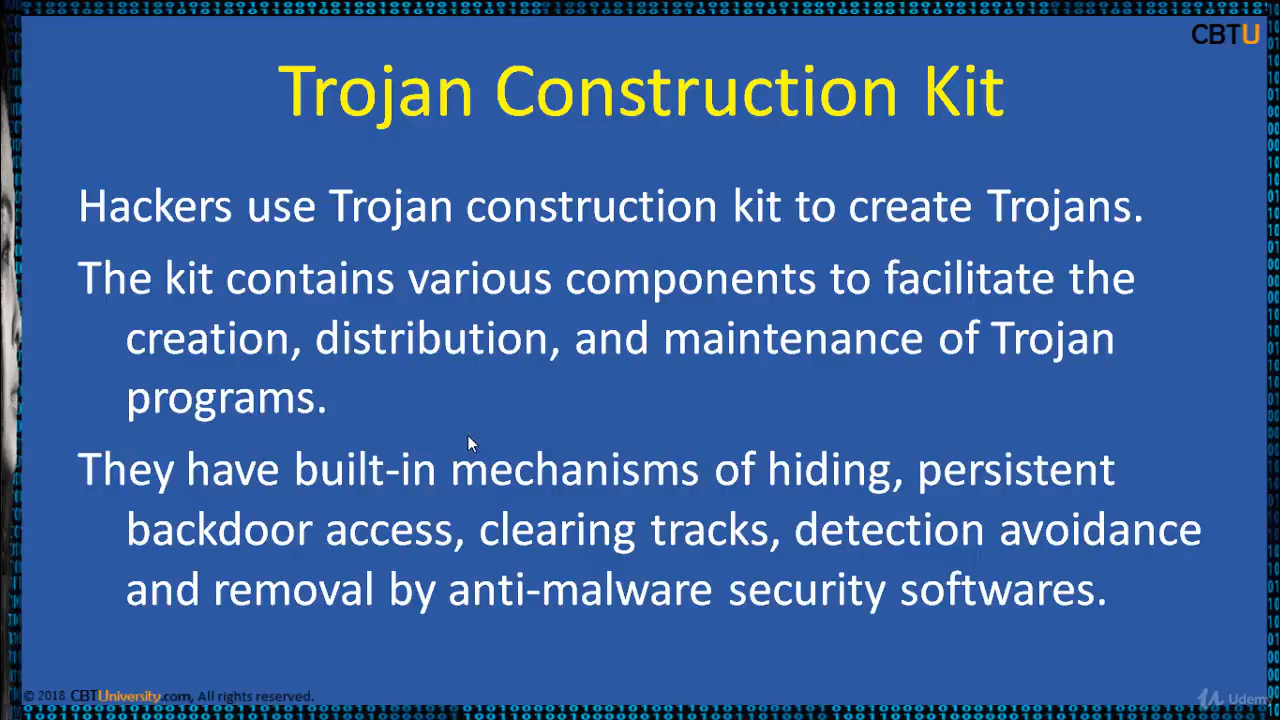 CBTU
Trojan Construction Kit
Hackers use Trojan construction kit to create Trojans.
The kit contains various components to facilitate the
creation, distribution, and maintenance of Trojan
programs.
They have built-in mechanisms of hiding, persistent
backdoor access, clearing tracks, detection avoidance
and removal by anti-malware security softwares.
© 2018 CBTUniversity.com, All rights reserved.
Udemy